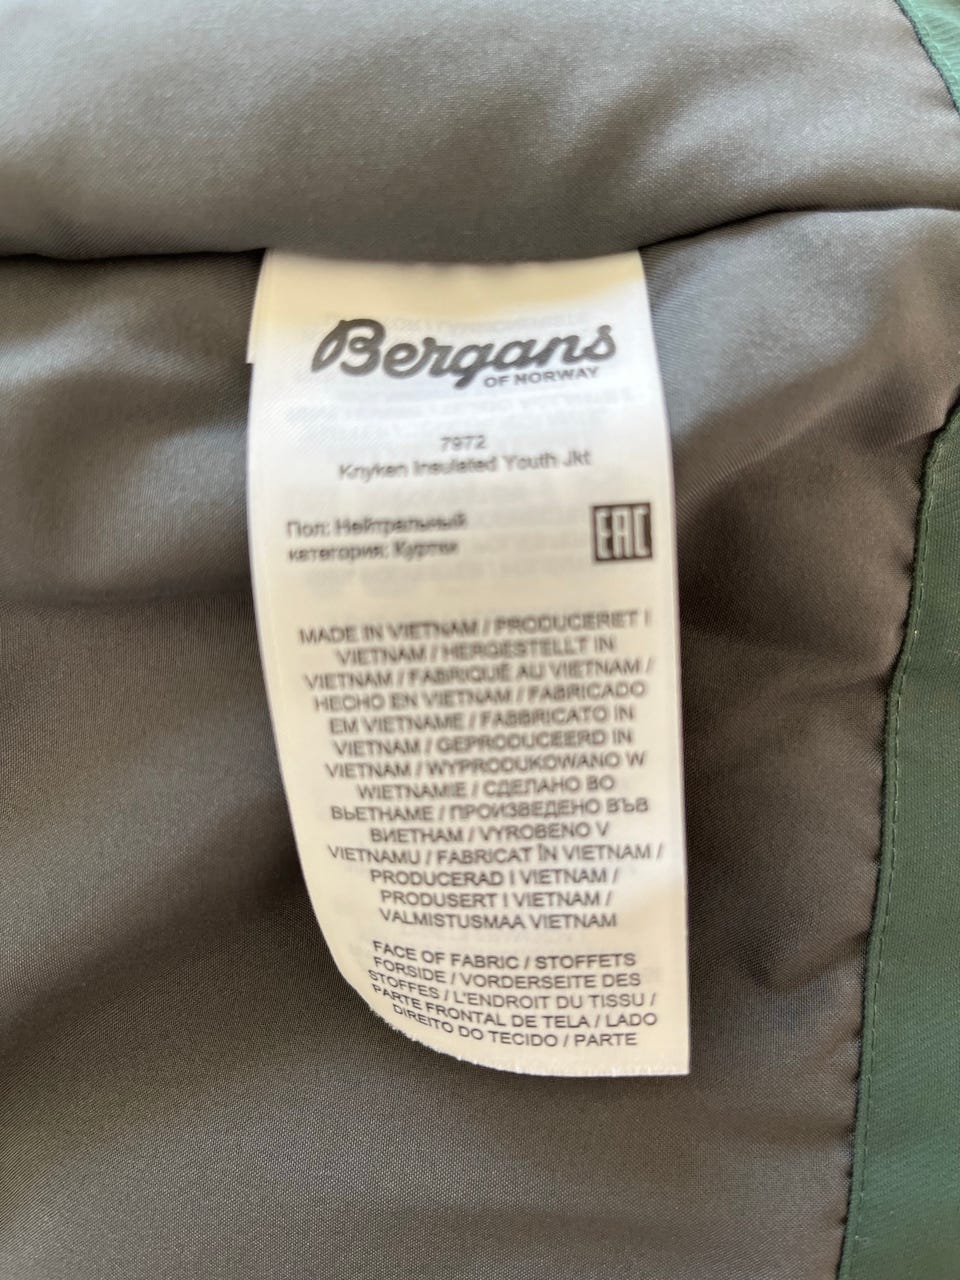 Bergans
OF NORWAY
7972
Knyken Insulated Youth Jkt
Пол: Нейтральный
категория: Куртки
EAC
MADE IN VIETNAM / PRODUCERET I
VIETNAM / HERGESTELLT IN
VIETNAM / FABRIQUÉ AU VIETNAM /
HECHO EN VIETNAM / FABRICADO
EM VIETNAME / FABBRICATO IN
VIETNAM / GEPRODUCEERD IN
VIETNAM / WYPRODUKOWANO W
WIETNAMIE / СДЕЛАНО ВО
ВЬЕТНАМЕ / ПРОИЗВЕДЕНО ВЪВ
ВИЕТНАМ / VYROBENO V
VIETNAMU / FABRICAT ÎN VIETNAM /
PRODUCERAD I VIETNAM /
PRODUSERT I VIETNAM /
VALMISTUSMAA VIETNAM
FACE OF FABRIC / STOFFETS
FORSIDE / VORDERSEITE DES
STOFFES / L'ENDROIT DU TISSU /
PARTE FRONTAL DE TELA / LADO
DIREITO DO TECIDO / PARTE